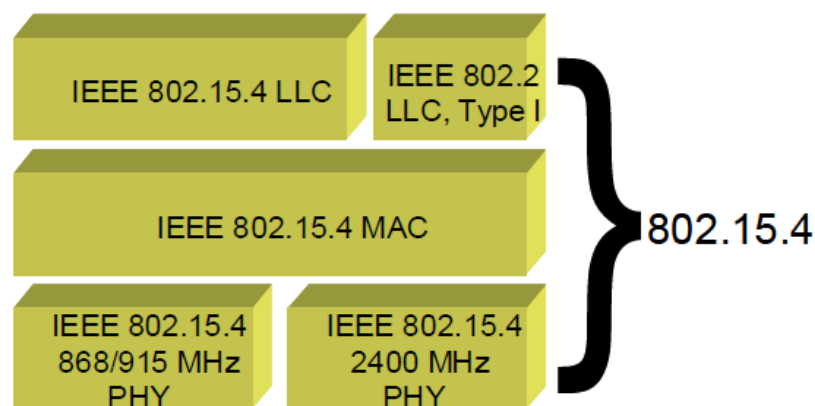 IEEE 802.15.4 LLC
IEEE 802.2
LLC, Type I
IEEE 802.15.4 MAC
802.15.4
IEEE 802.15.4
868/915 MHz
PHY
IEEE 802.15.4
2400 MHz
PHY